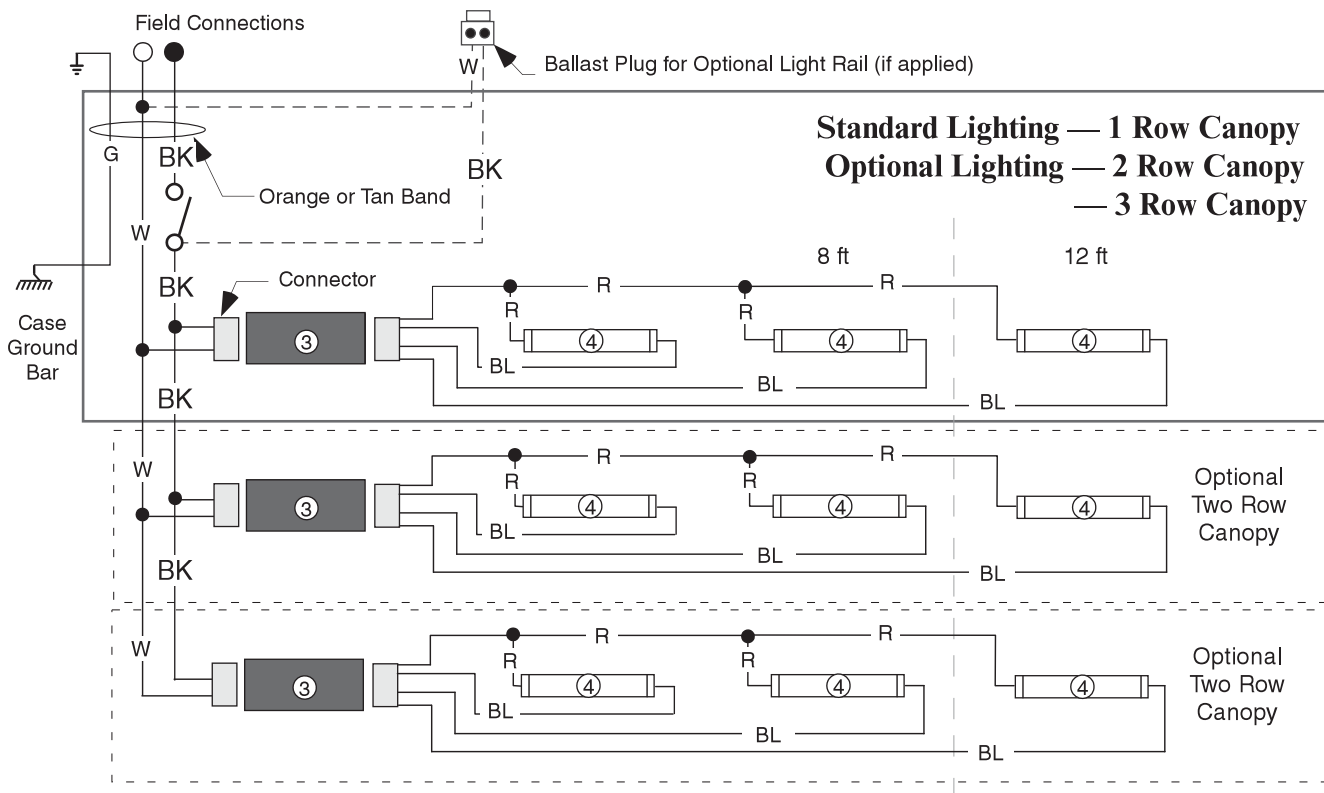 Field Connections
W
Ballast Plug for Optional Light Rail (if applied)
Standard Lighting — 1 Row Canopy
Optional Lighting — 2 Row Canopy
— 3 Row Canopy
G
BK
BK
Orange or Tan Band
W
8 ft
12 ft
BK
Connector
Case
Ground
Bar
R
R
R
R
3
4
4
4
BL
BL
BL
BK
W
R
R
R
R
3
4
4
4
BL
BL
BL
Optional
Two Row
Canopy
BK
W
R
R
R
R
3
4
4
4
BL
BL
BL
Optional
Two Row
Canopy